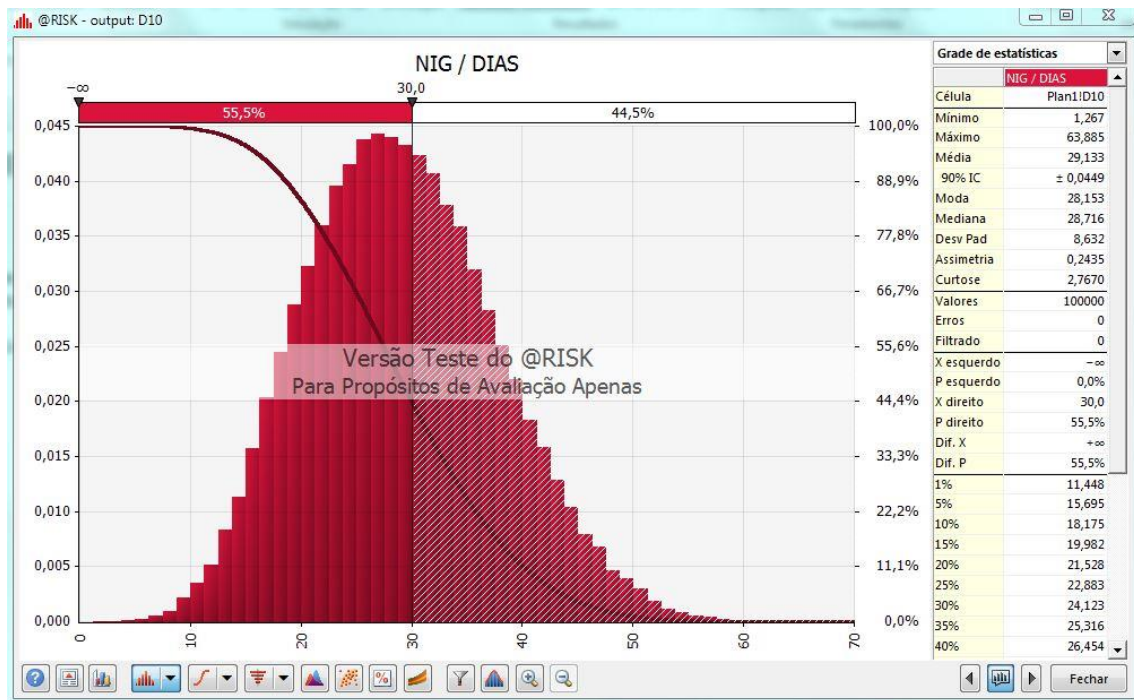 @RISK - output: D10
NIG / DIAS
−∞ 30,0
55,5% 44,5%
0,045 100,0%
0,040 88,9%
0,035 77,8%
0,030 66,7%
0,025 55,6%
Versão Teste do @RISK
Para Propósitos de Avaliação Apenas
0,020 44,4%
0,015 33,3%
0,010 22,2%
0,005 11,1%
0,000 0,0%
0 10 20 30 40 50 60 70
Grade de estatísticas
NIG / DIAS
Célula Plan1!D10
Mínimo 1,267
Máximo 63,885
Média 29,133
90% IC ± 0,0449
Moda 28,153
Mediana 28,716
Desv Pad 8,632
Assimetria 0,2435
Curtose 2,7670
Valores 100000
Erros 0
Filtrado 0
X esquerdo −∞
P esquerdo 0,0%
X direito 30,0
P direito 55,5%
Dif. X +∞
Dif. P 55,5%
1% 11,448
5% 15,695
10% 18,175
15% 19,982
20% 21,528
25% 22,883
30% 24,123
35% 25,316
40% 26,454
Fechar